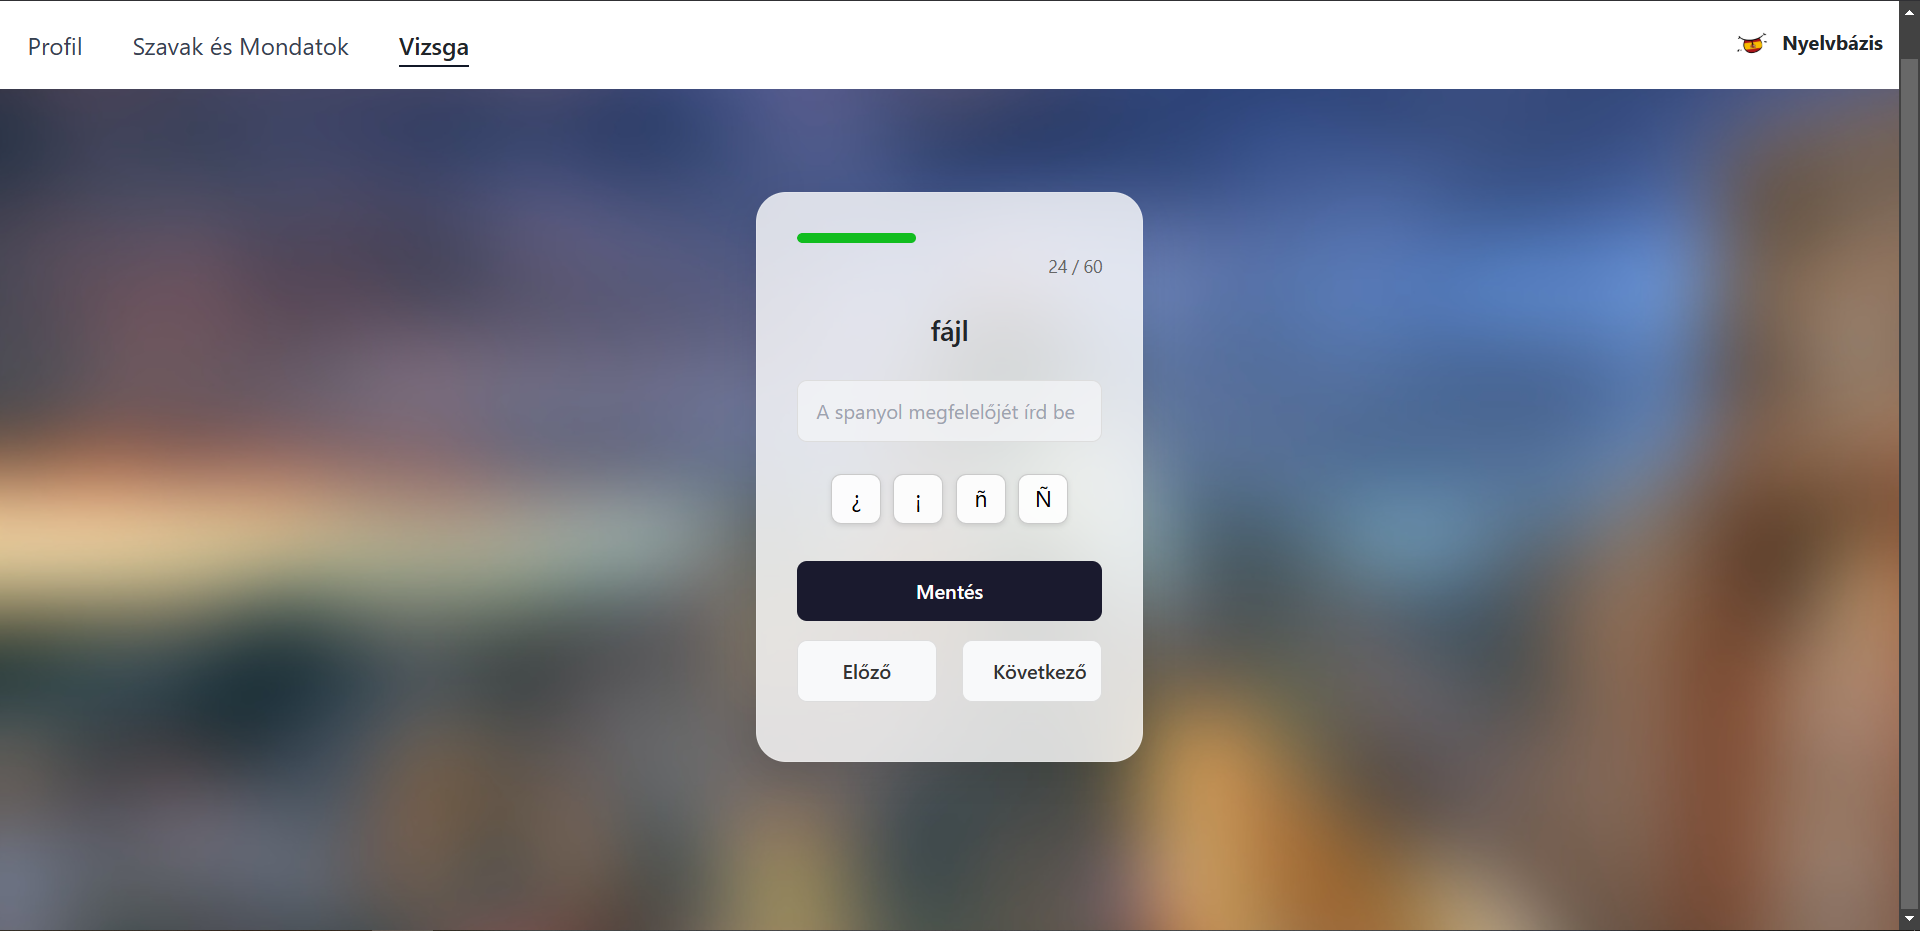 Profil
Szavak és Mondatok
Vizsga
Nyelvbázis
24 / 60
fájl
A spanyol megfelelőjét írd be
¿
¡
ñ
Ñ
Mentés
Előző
Következő